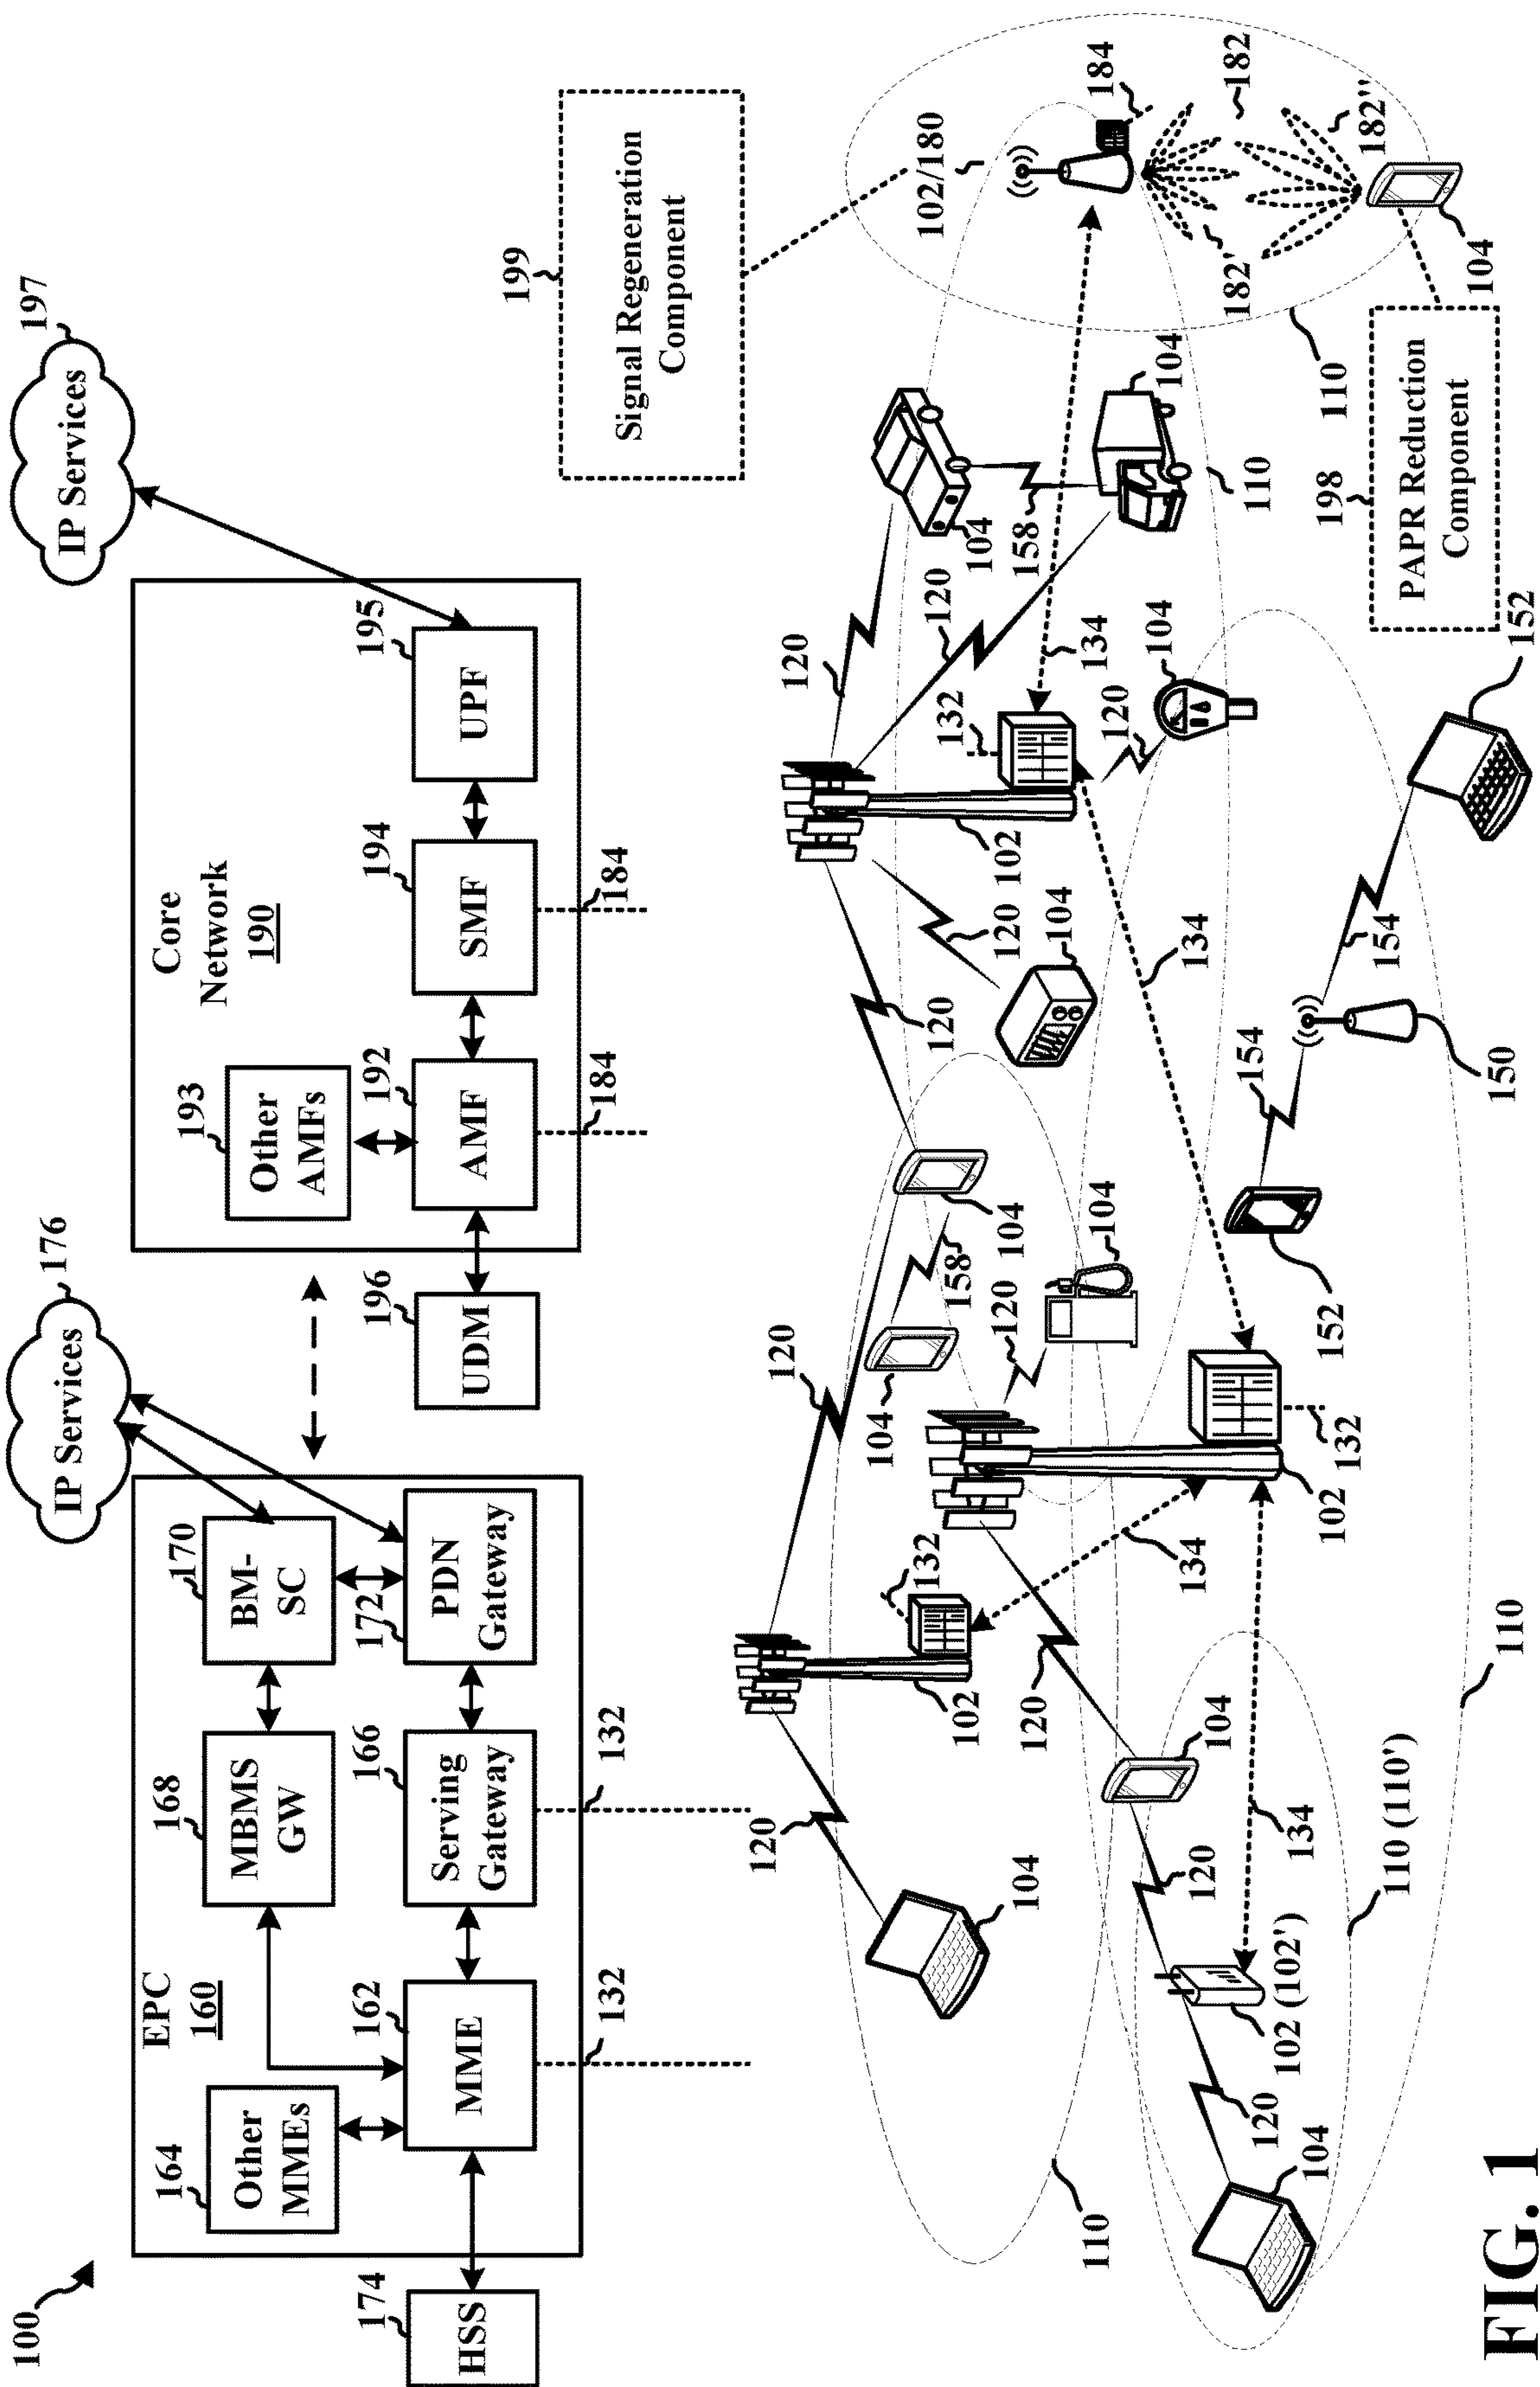 100
EPC
160
Other
MMEs
164
MBMS
GW
168
BM-
SC
170
IP Services
176
HSS
174
MME
162
Serving
Gateway
166
PDN
Gateway
172
132
132
Core
Network
190
Other
AMFs
193
UDM
196
AMF
192
SMF
194
UPF
195
IP Services
197
184
184
199
Signal Regeneration
Component
102/180
184
182
182'
182''
104
110
198
PAPR Reduction
Component
120
120
104
158
104
110
132
134
120
104
102
120
104
120
134
120
104
158
104
120
104
132
102
134
132
102
120
104
110
120
104
134
120
102 (102')
120
104
110 (110')
110
152
154
150
154
152
FIG. 1